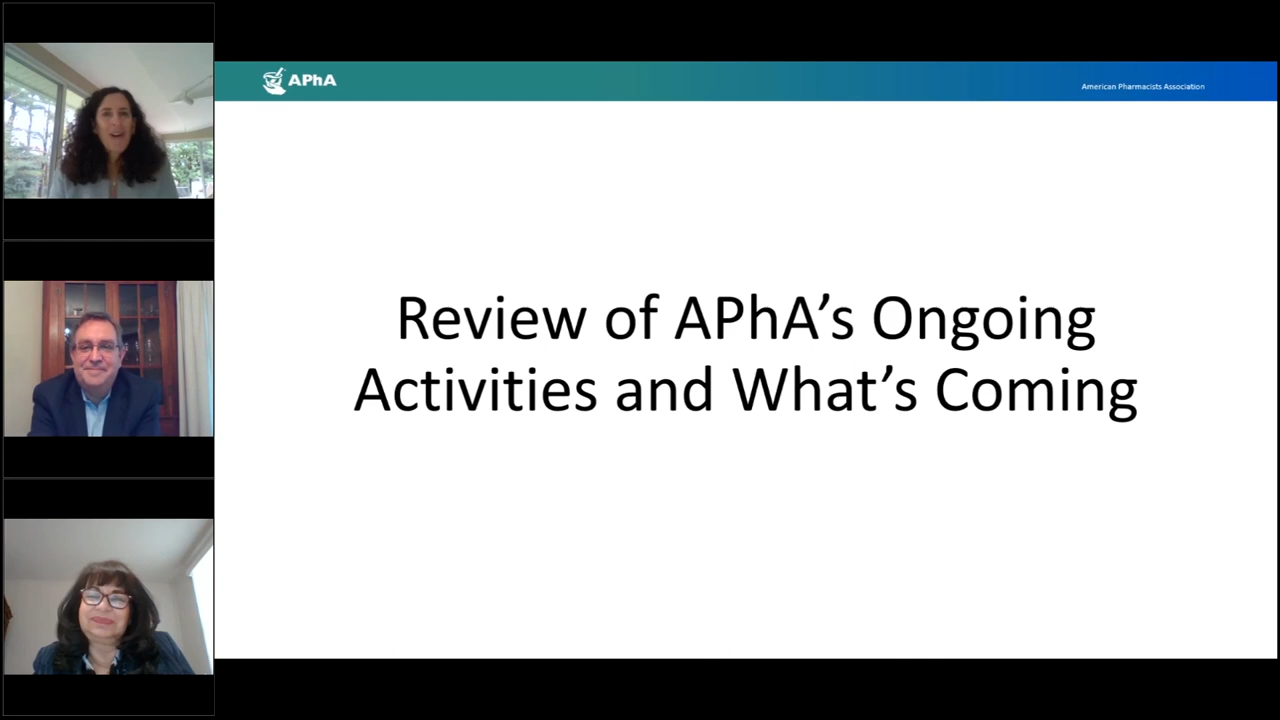 APhA
American Pharmacists Association
Review of APhA’s Ongoing
Activities and What’s Coming